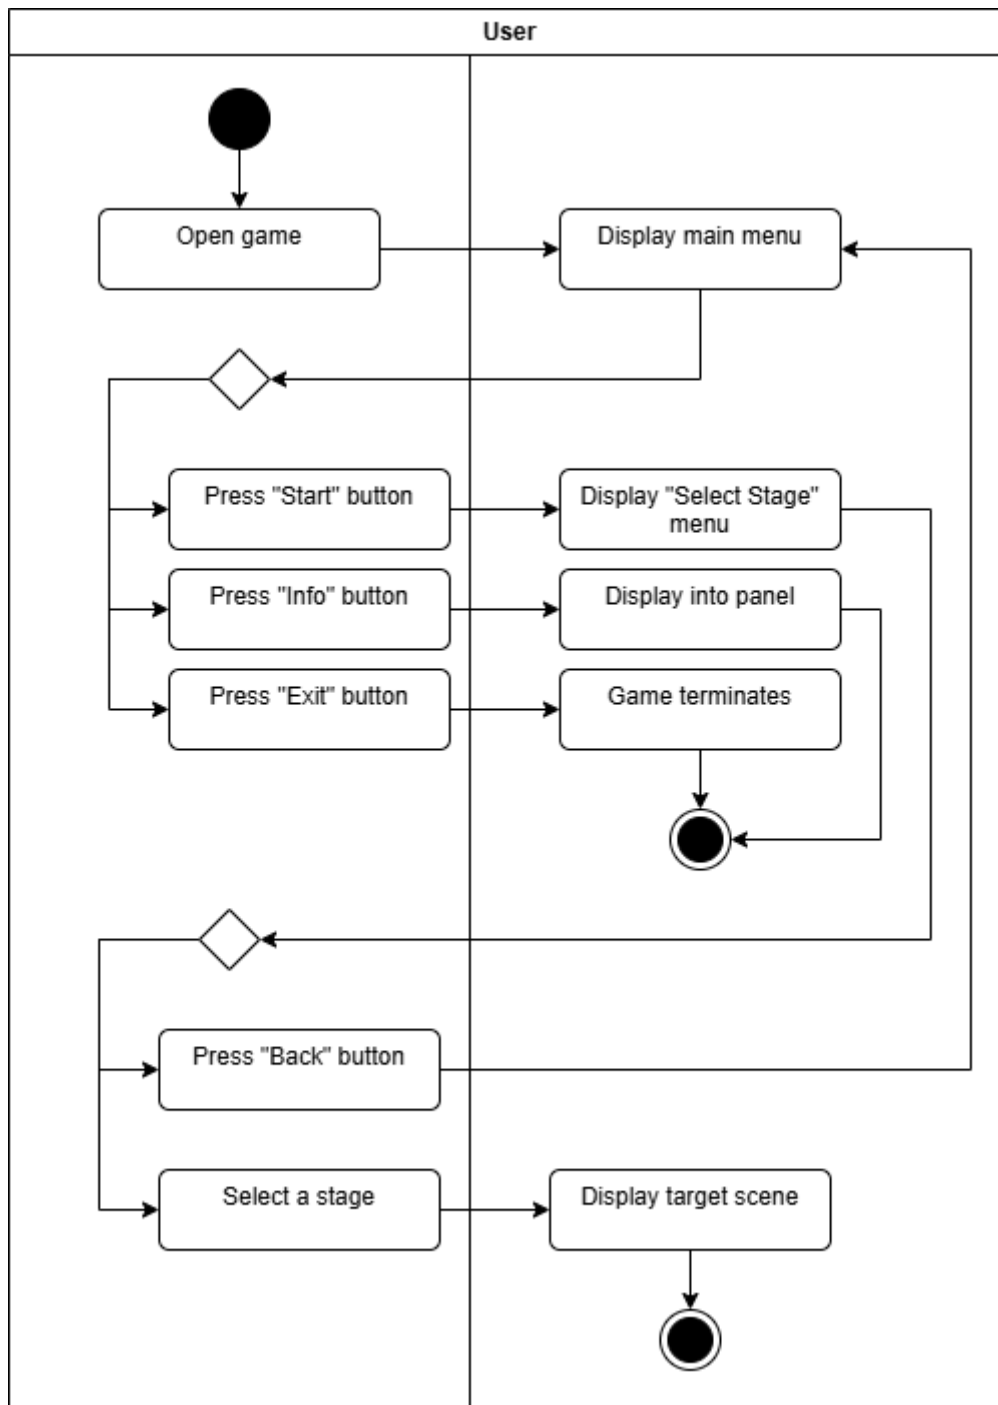 User
Open game
Display main menu
Press "Start" button
Display "Select Stage"
menu
Press "Info" button
Display into panel
Press "Exit" button
Game terminates
Press "Back" button
Select a stage
Display target scene